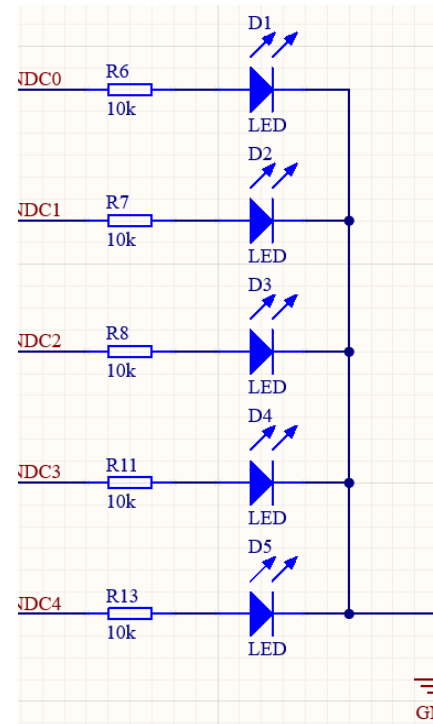 D1
NDC0
R6
10k
LED
D2
NDC1
R7
10k
LED
D3
NDC2
R8
10k
LED
D4
NDC3
R11
10k
LED
D5
NDC4
R13
10k
LED